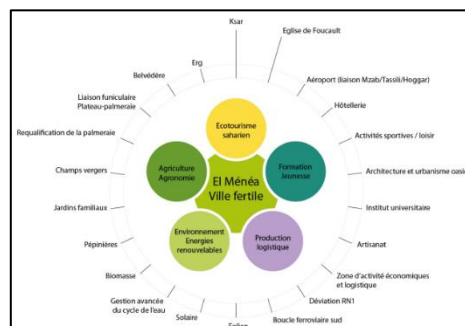 Ksar
Eglise de Foucault
Erg
Aéroport (liaison Mzab/Tassili/Hoggar)
Belvédère
Hôtellerie
Liaison funiculaire
Plateau-palmeraie
Activités sportives / loisir
Requalification de la palmeraie
Architecture et urbanisme oasi
Champs vergers
Institut universitaire
Jardins familiaux
Artisanat
Pépinières
Zone d'activité économiques
et logistique
Biomasse
Déviation RN1
Gestion avancée
du cycle de l'eau
Boucle ferroviaire sud
Solaire
Ecotourisme
saharien
Agriculture
Agronomie
Formation
Jeunesse
El Ménéa
Ville fertile
Environnement
Energies
renouvelables
Production
logistique